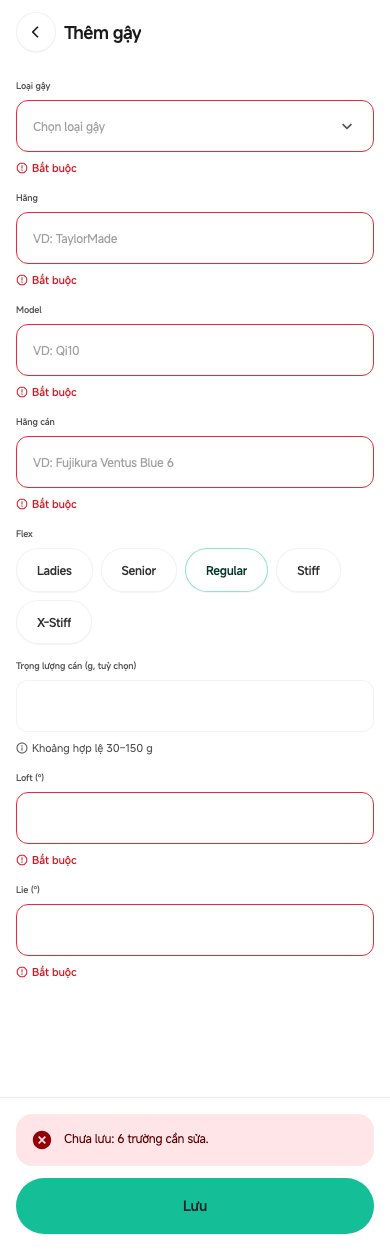 Thêm gậy
Loại gậy
Chọn loại gậy
Bắt buộc
Hãng
VD: TaylorMade
Bắt buộc
Model
VD: Qi10
Bắt buộc
Hãng cán
VD: Fujikura Ventus Blue 6
Bắt buộc
Flex
Ladies Senior Regular Stiff
X-Stiff
Trọng lượng cán (g, tuỳ chọn)
Khoảng hợp lệ 30–150 g
Loft (°)
Bắt buộc
Lie (°)
Bắt buộc
Chưa lưu: 6 trường cần sửa.
Lưu